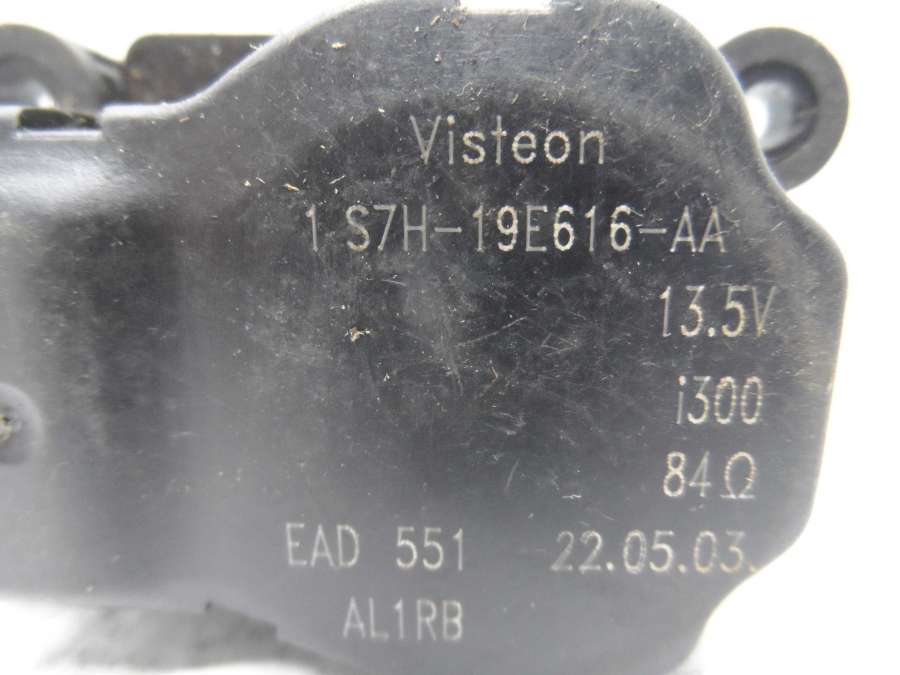 Visteon
1S7H-19E616-AA
13.5V
i300
84Ω
EAD 551 22.05.03.
AL1RB